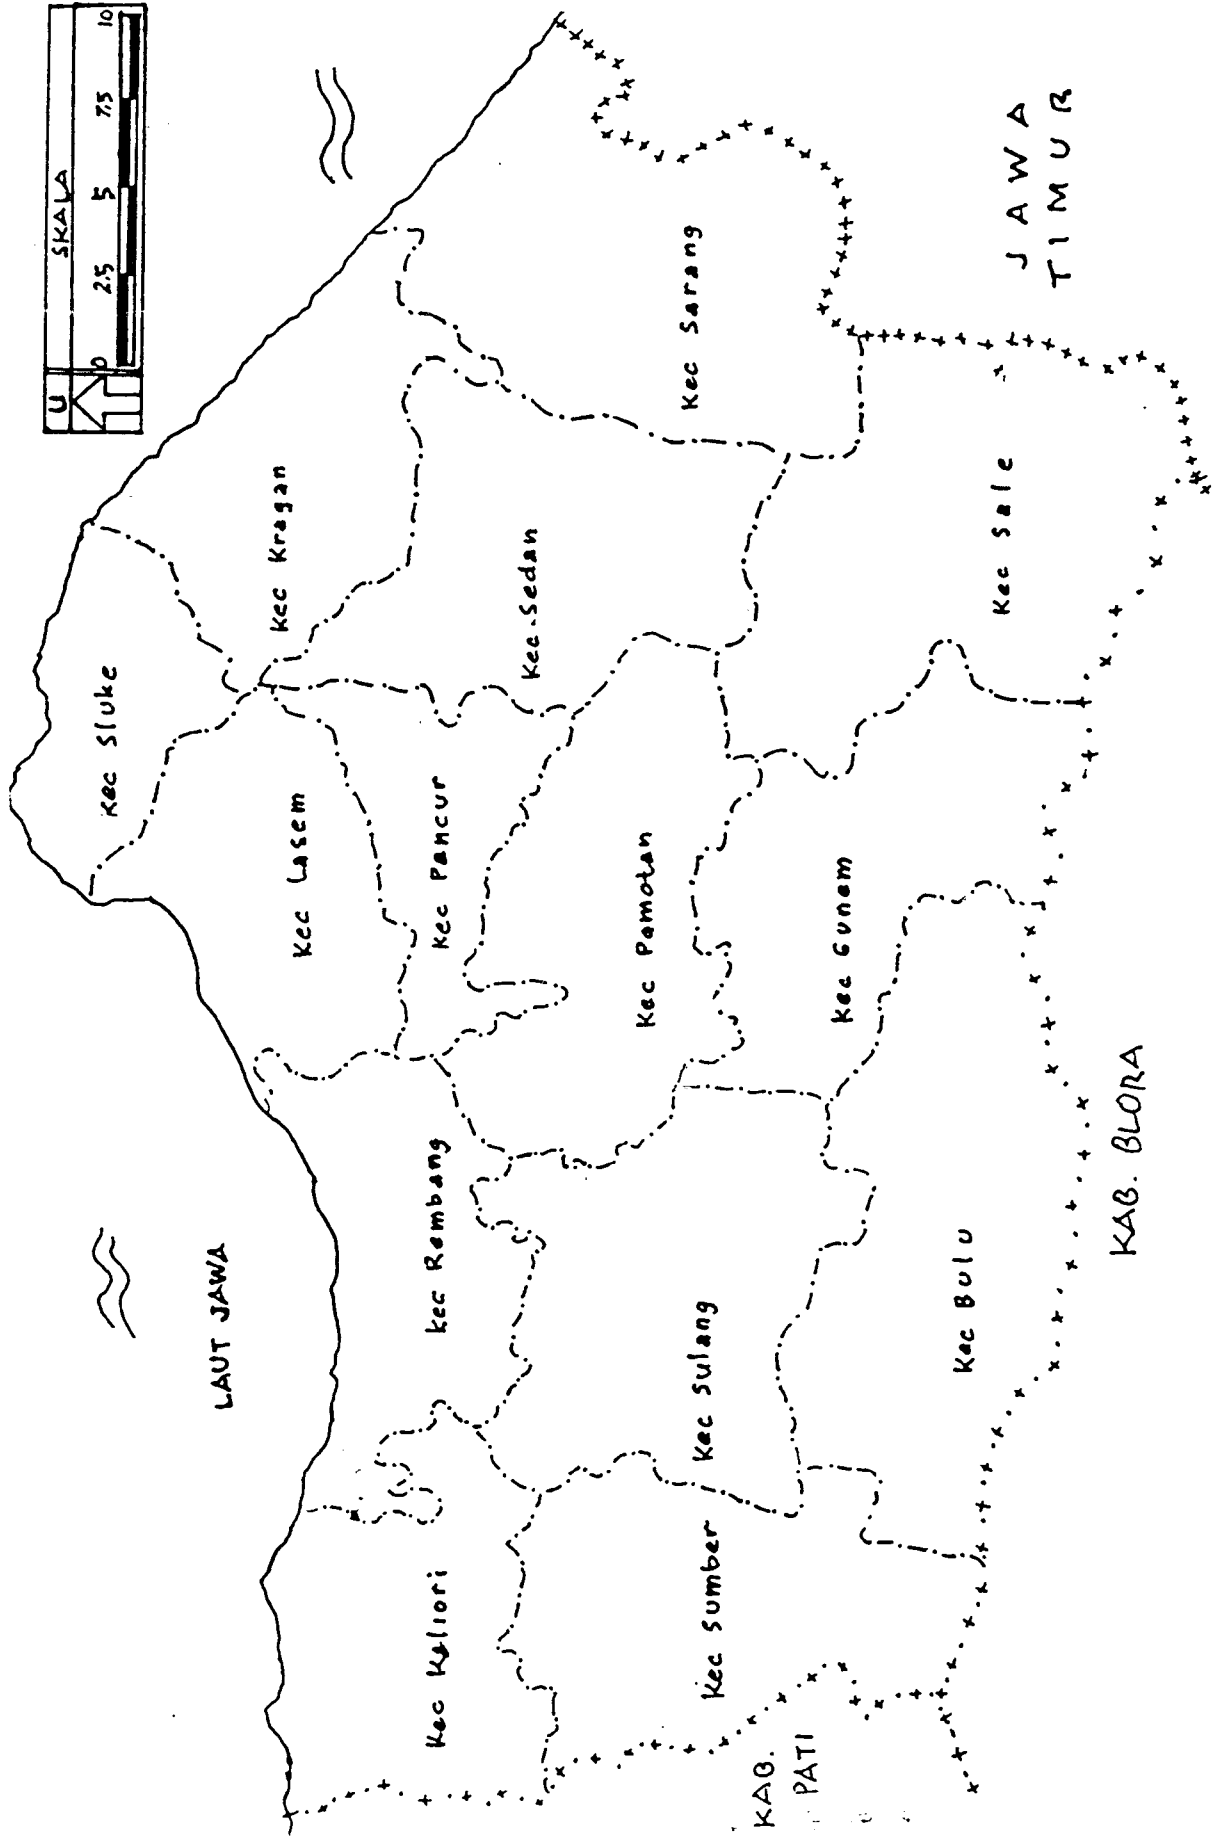 U
SKALA
0 2.5 5 7.5 10
LAUT JAWA
Kec Sluke
Kec Kragan
Kec Lasem
Kec Pancur
Kec.Sedan
Kec Sarang
Kec Rembang
Kec Pamotan
Kec Kaliori
Kec Sumber
Kec Sulang
Kec Gunem
Kec Sale
Kec Bulu
JAWA
TIMUR
KAB.
PATI
KAB. BLORA